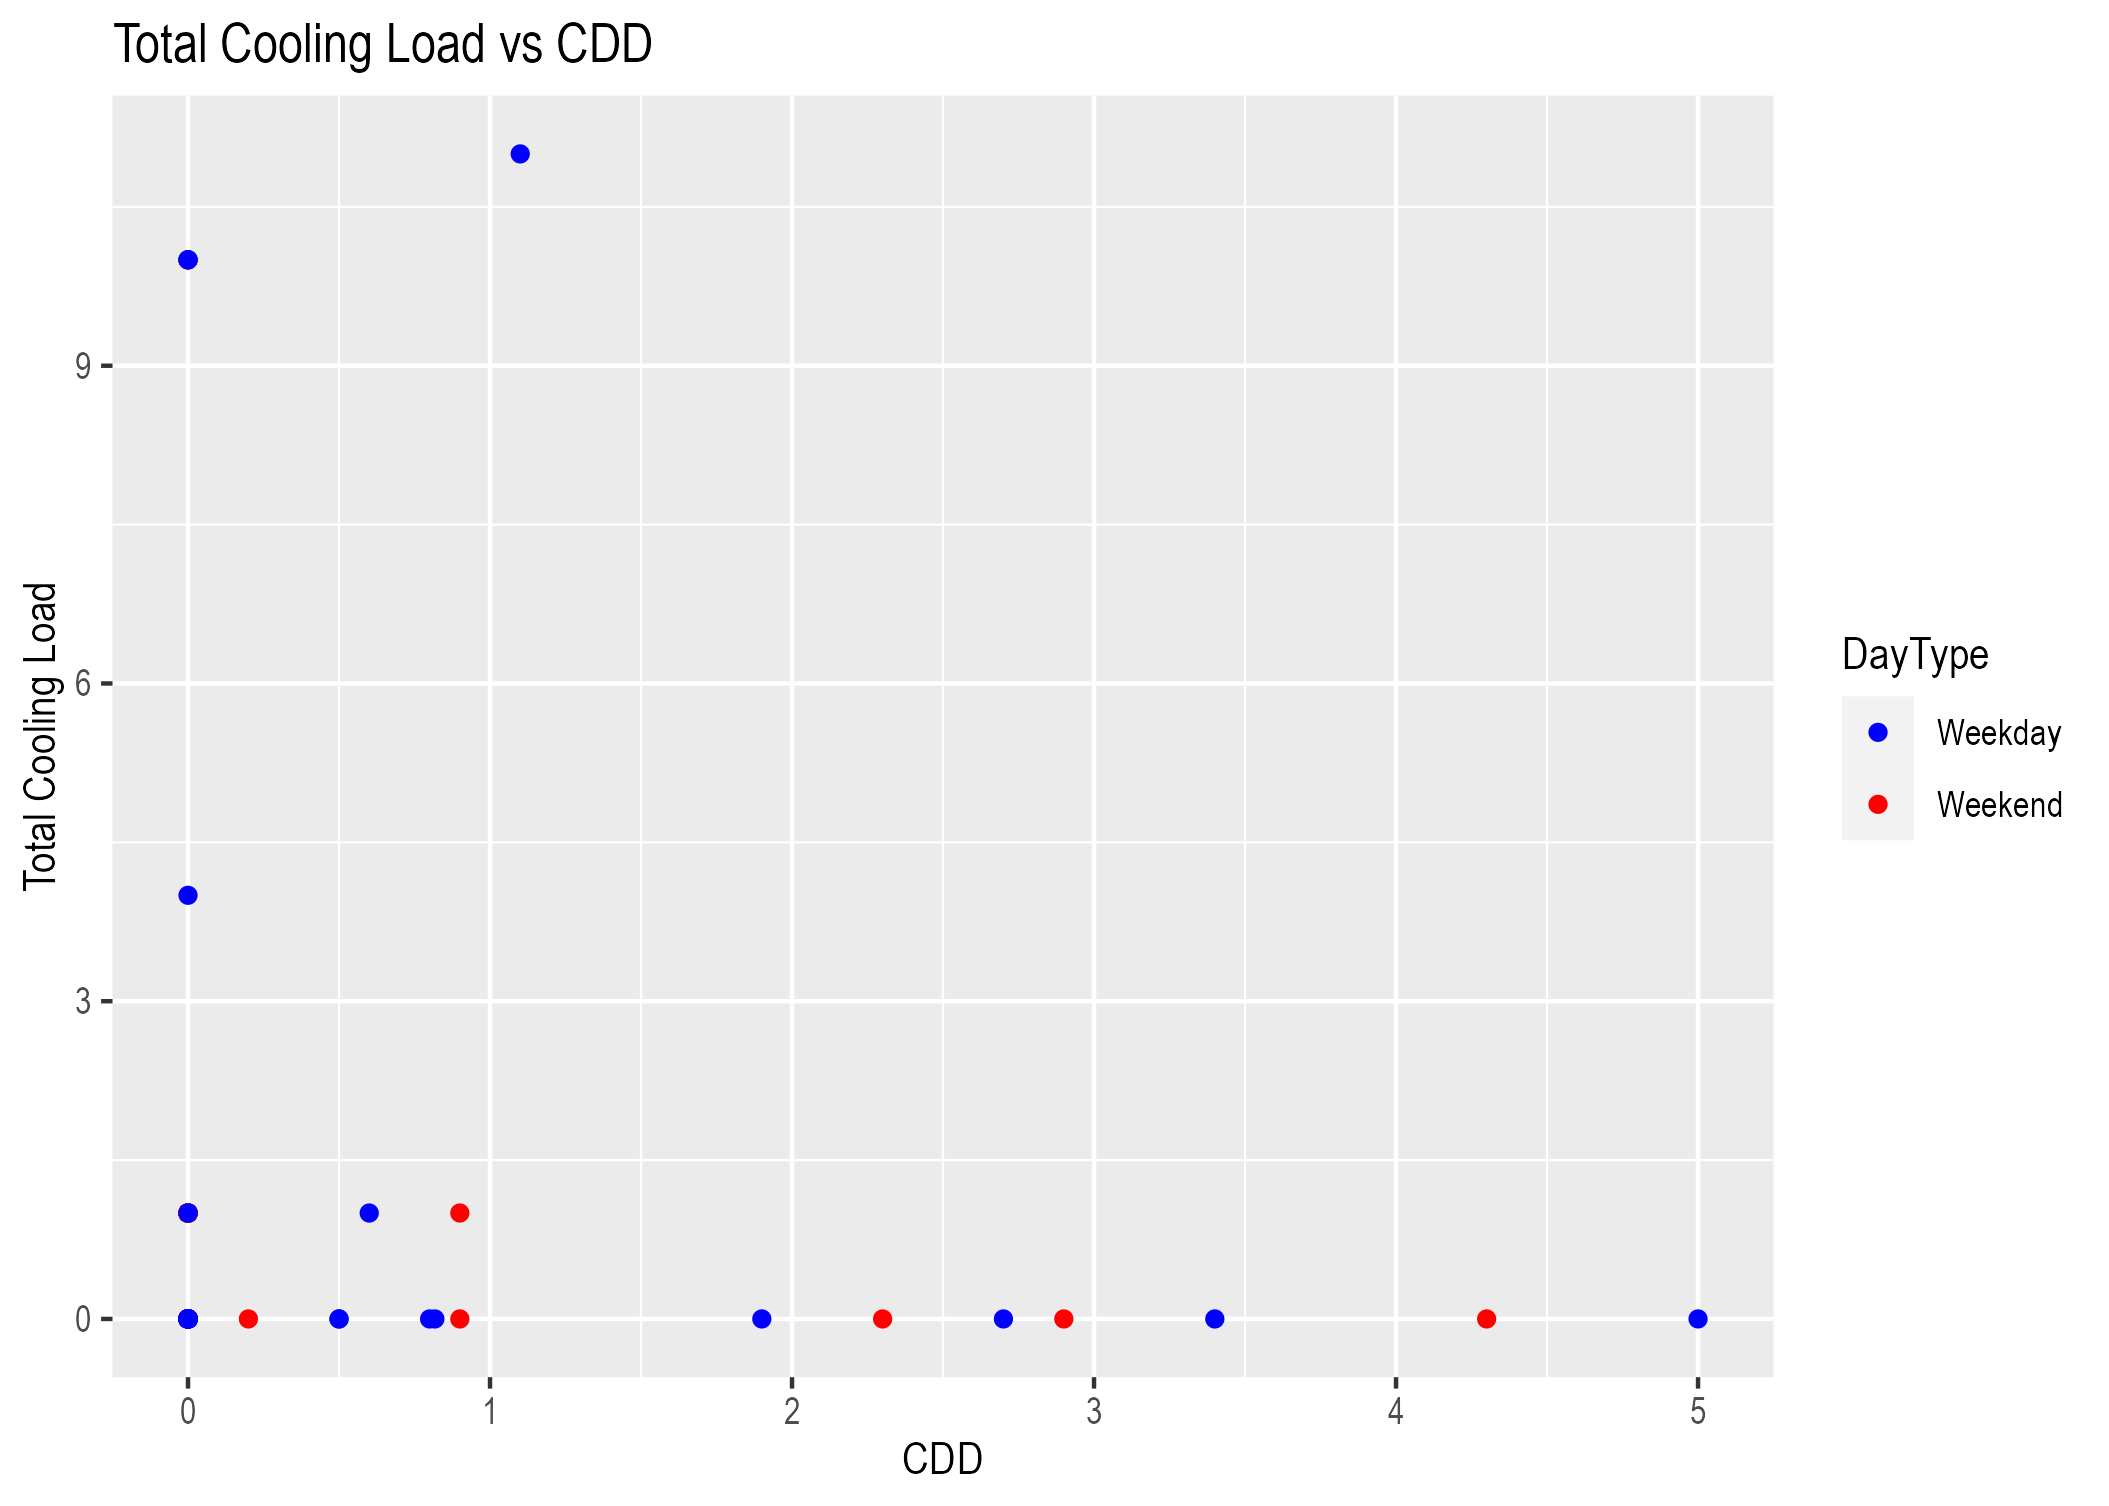 Total Cooling Load vs CDD
Total Cooling Load
9
6
3
0
0 1 2 3 4 5
CDD
DayType
Weekday
Weekend